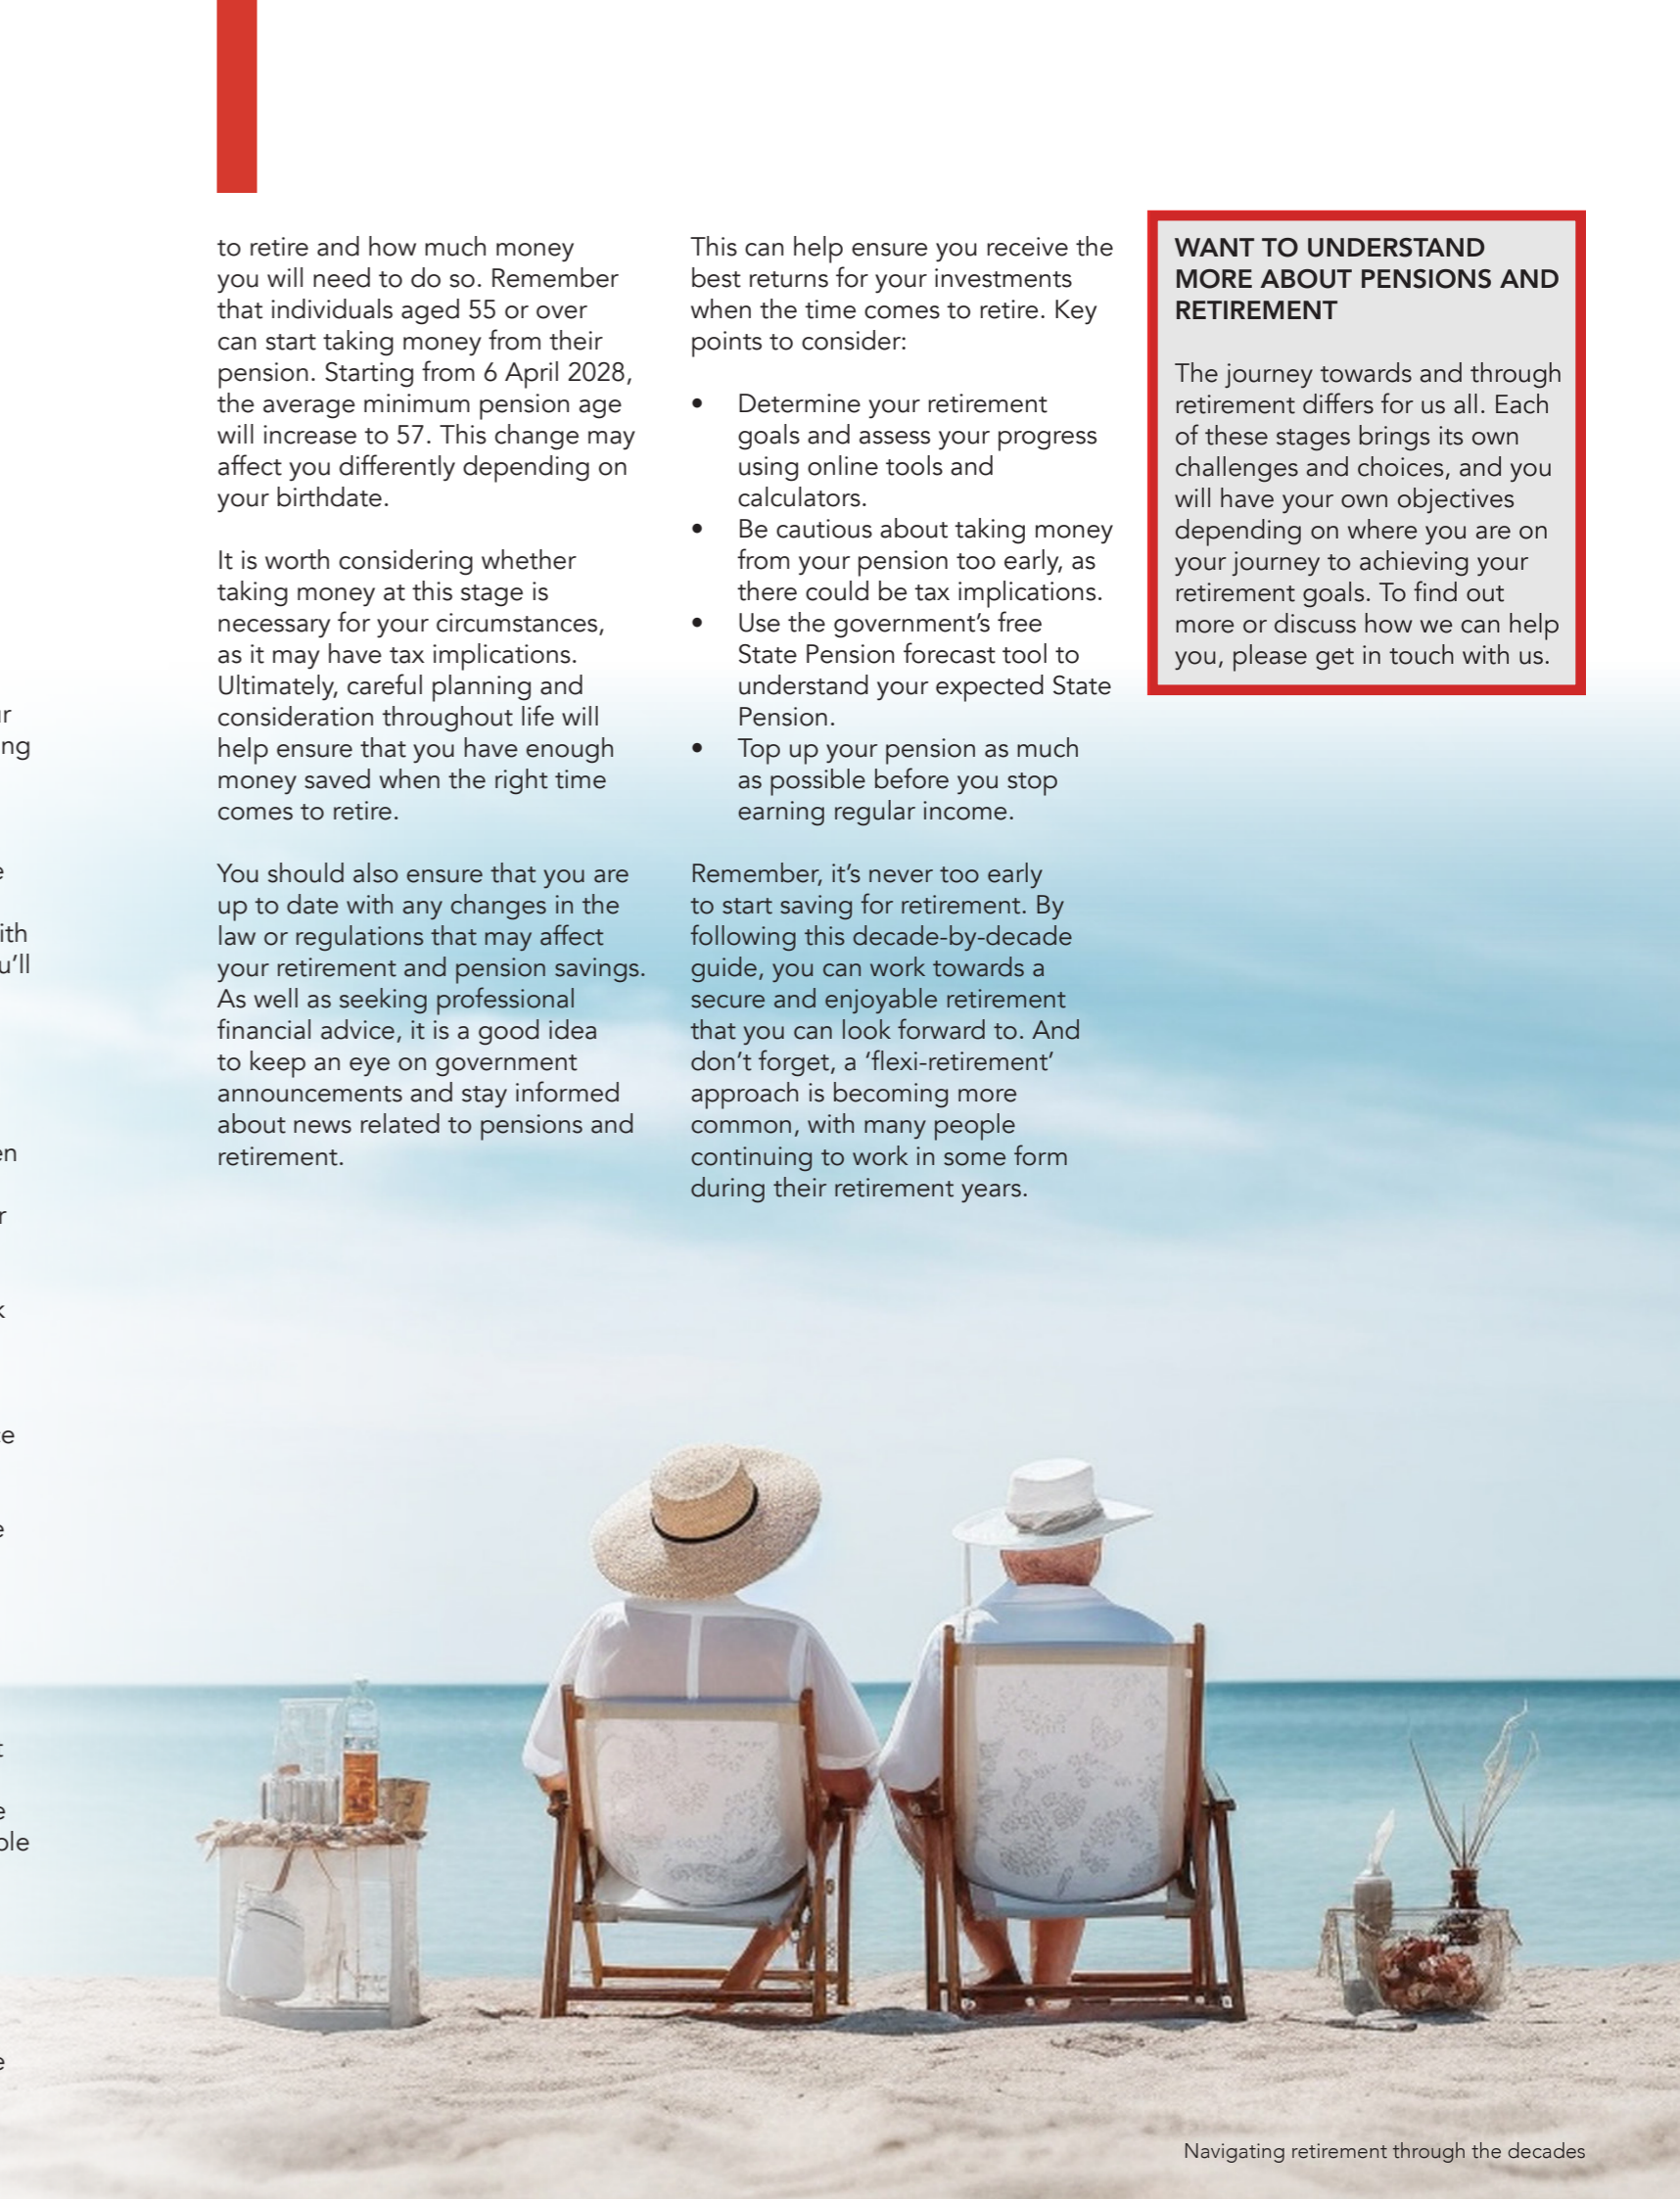 to retire and how much money
you will need to do so. Remember
that individuals aged 55 or over
can start taking money from their
pension. Starting from 6 April 2028,
the average minimum pension age
will increase to 57. This change may
affect you differently depending on
your birthdate.
It is worth considering whether
taking money at this stage is
necessary for your circumstances,
as it may have tax implications.
Ultimately, careful planning and
consideration throughout life will
help ensure that you have enough
money saved when the right time
comes to retire.
You should also ensure that you are
up to date with any changes in the
law or regulations that may affect
your retirement and pension savings.
As well as seeking professional
financial advice, it is a good idea
to keep an eye on government
announcements and stay informed
about news related to pensions and
retirement.
This can help ensure you receive the
best returns for your investments
when the time comes to retire. Key
points to consider:
• Determine your retirement
goals and assess your progress
using online tools and
calculators.
• Be cautious about taking money
from your pension too early, as
there could be tax implications.
• Use the government’s free
State Pension forecast tool to
understand your expected State
Pension.
• Top up your pension as much
as possible before you stop
earning regular income.
Remember, it’s never too early
to start saving for retirement. By
following this decade-by-decade
guide, you can work towards a
secure and enjoyable retirement
that you can look forward to. And
don’t forget, a ‘flexi-retirement’
approach is becoming more
common, with many people
continuing to work in some form
during their retirement years.
WANT TO UNDERSTAND
MORE ABOUT PENSIONS AND
RETIREMENT
The journey towards and through
retirement differs for us all. Each
of these stages brings its own
challenges and choices, and you
will have your own objectives
depending on where you are on
your journey to achieving your
retirement goals. To find out
more or discuss how we can help
you, please get in touch with us.
Navigating retirement through the decades